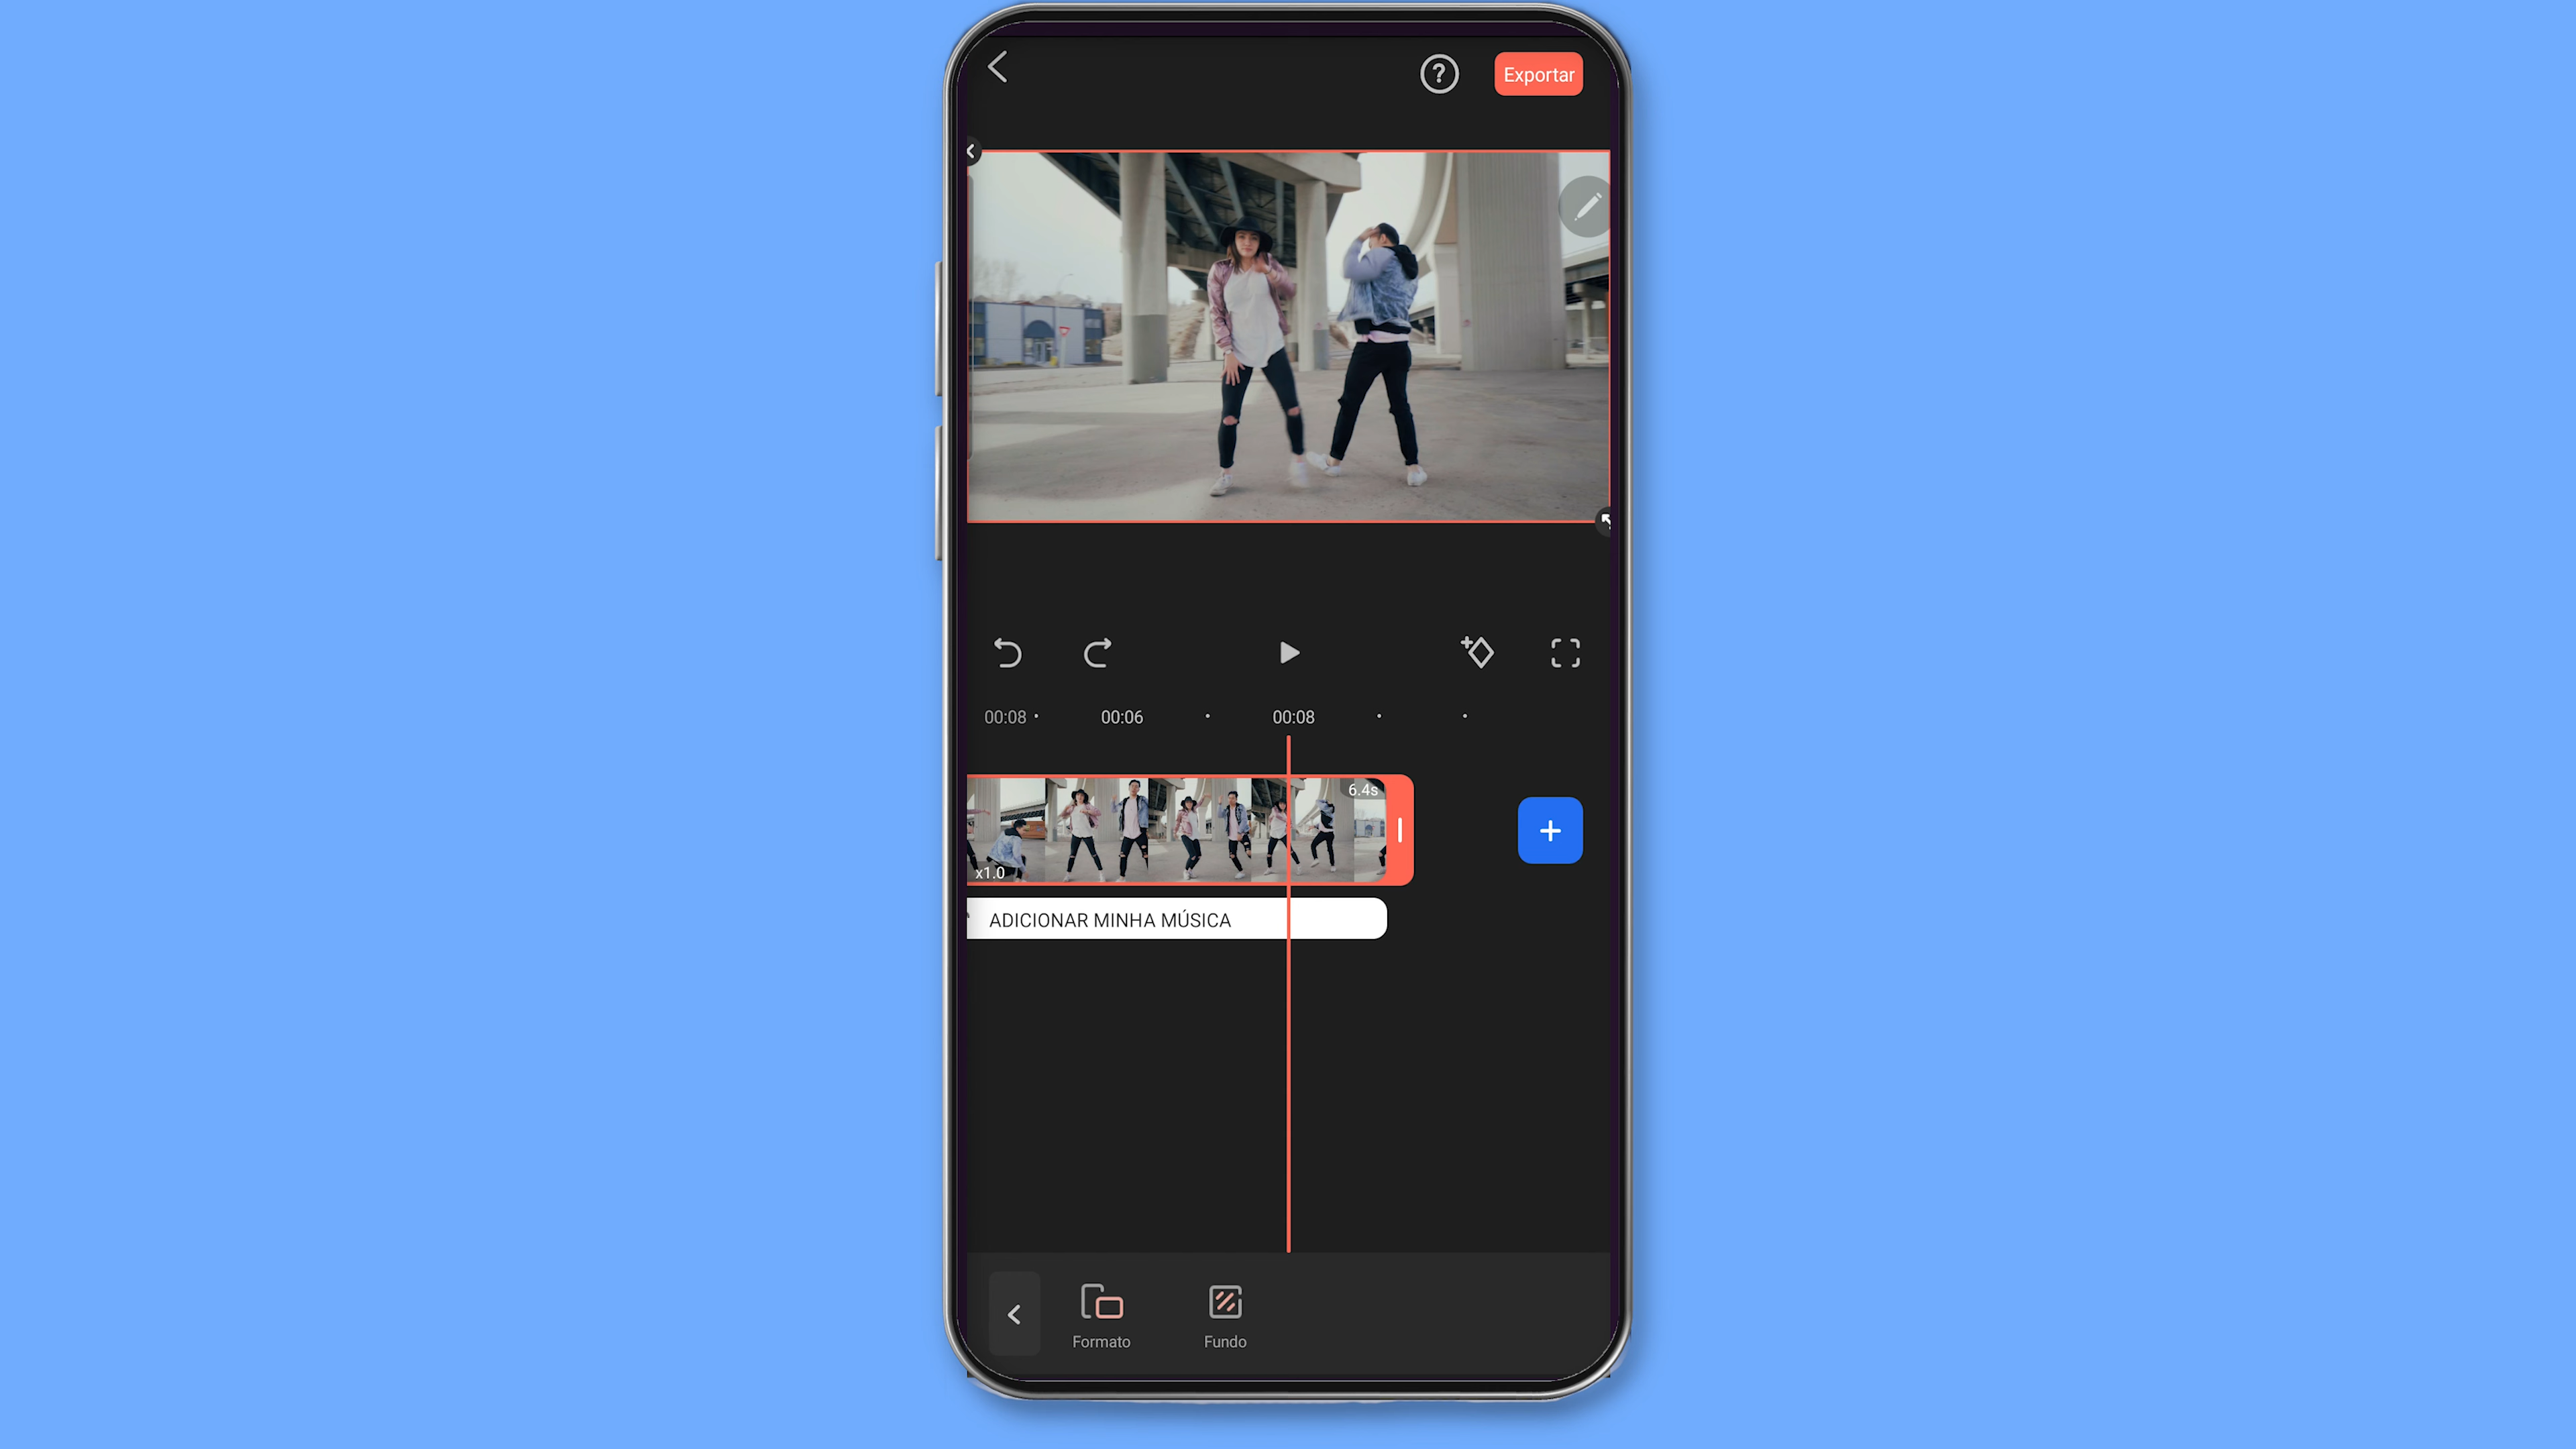 Exportar
00:08
00:06
00:08
6.4s
x1.0
ADICIONAR MINHA MÚSICA
Formato
Fundo